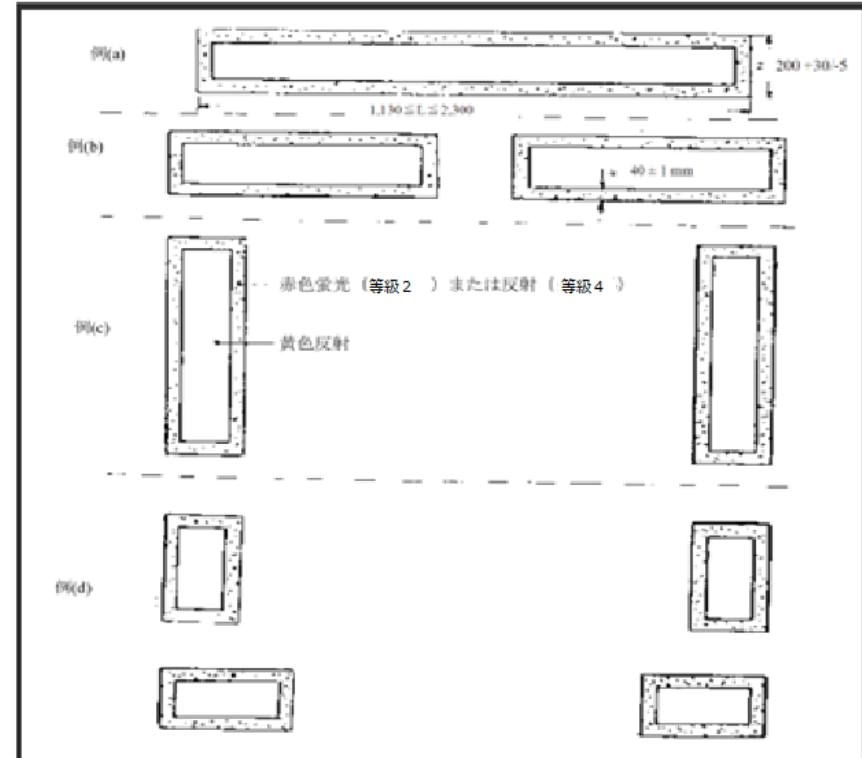 例(a)
200 +30/-5
1,130≦L≦2,300
例(b)
40 ± 1 mm
赤色蛍光(等級2 )または反射( 等級4 )
例(c)
黄色反射
例(d)